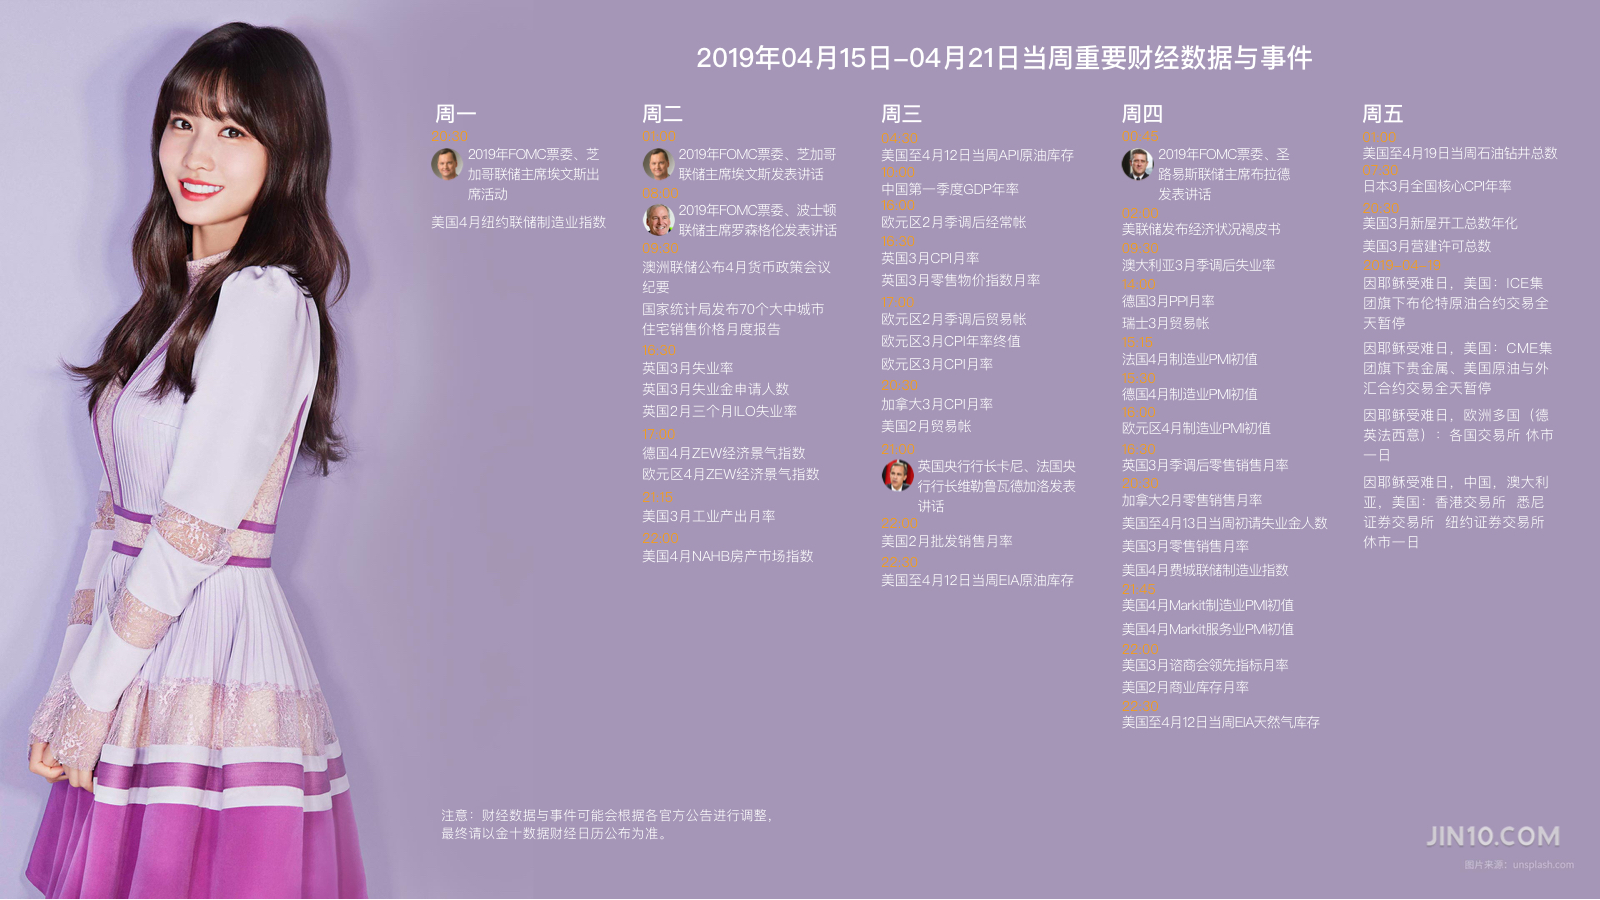 2019年04月15日-04月21日当周重要财经数据与事件
周一
20:30
2019年FOMC票委、芝
加哥联储主席埃文斯出
席活动
美国4月纽约联储制造业指数
周二
01:00
2019年FOMC票委、芝加哥
联储主席埃文斯发表讲话
08:00
2019年FOMC票委、波士顿
联储主席罗森格伦发表讲话
09:30
澳洲联储公布4月货币政策会议
纪要
国家统计局发布70个大中城市
住宅销售价格月度报告
16:30
英国3月失业率
英国3月失业金申请人数
英国2月三个月ILO失业率
17:00
德国4月ZEW经济景气指数
欧元区4月ZEW经济景气指数
21:15
美国3月工业产出月率
22:00
美国4月NAHB房产市场指数
周三
04:30
美国至4月12日当周API原油库存
10:00
中国第一季度GDP年率
16:00
欧元区2月季调后经常帐
16:30
英国3月CPI月率
英国3月零售物价指数月率
17:00
欧元区2月季调后贸易帐
欧元区3月CPI年率终值
欧元区3月CPI月率
20:30
加拿大3月CPI月率
美国2月贸易帐
21:00
英国央行行长卡尼、法国央
行行长维勒鲁瓦德加洛发表
讲话
22:00
美国2月批发销售月率
22:30
美国至4月12日当周EIA原油库存
周四
00:45
2019年FOMC票委、圣
路易斯联储主席布拉德
发表讲话
02:00
美联储发布经济状况褐皮书
09:30
澳大利亚3月季调后失业率
14:00
德国3月PPI月率
瑞士3月贸易帐
15:15
法国4月制造业PMI初值
15:30
德国4月制造业PMI初值
16:00
欧元区4月制造业PMI初值
16:30
英国3月季调后零售销售月率
20:30
加拿大2月零售销售月率
美国至4月13日当周初请失业金人数
美国3月零售销售月率
美国4月费城联储制造业指数
21:45
美国4月Markit制造业PMI初值
美国4月Markit服务业PMI初值
22:00
美国3月谘商会领先指标月率
美国2月商业库存月率
22:30
美国至4月12日当周EIA天然气库存
周五
01:00
美国至4月19日当周石油钻井总数
07:30
日本3月全国核心CPI年率
20:30
美国3月新屋开工总数年化
美国3月营建许可总数
2019-04-19
因耶稣受难日，美国：ICE集
团旗下布伦特原油合约交易全
天暂停
因耶稣受难日，美国：CME集
团旗下贵金属、美国原油与外
汇合约交易全天暂停
因耶稣受难日，欧洲多国（德
英法西意）：各国交易所 休市
一日
因耶稣受难日，中国，澳大利
亚，美国：香港交易所 悉尼
证券交易所 纽约证券交易所
休市一日
注意：财经数据与事件可能会根据各官方公告进行调整，
最终请以金十数据财经日历公布为准。
JIN10.COM
图片来源：unsplash.com